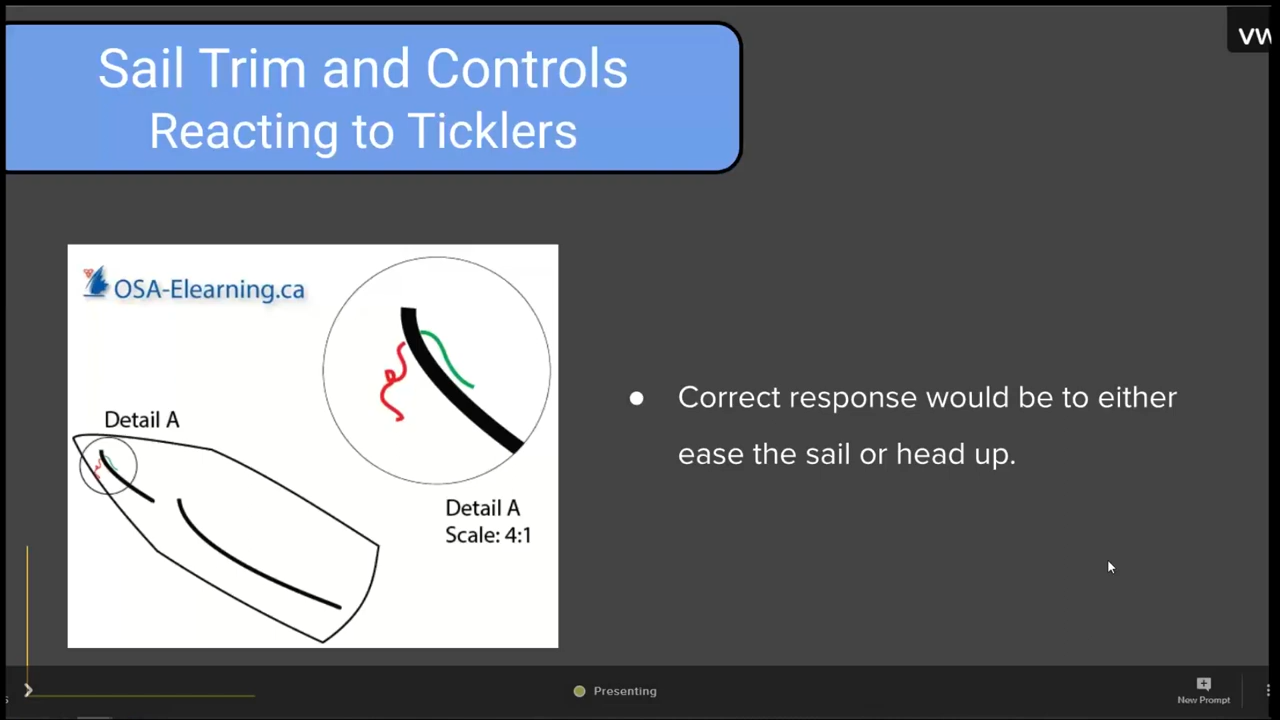 VW
Sail Trim and Controls
Reacting to Ticklers
OSA-Elearning.ca
Detail A
Detail A
Scale: 4:1
● Correct response would be to either
ease the sail or head up.
Presenting
New Prompt